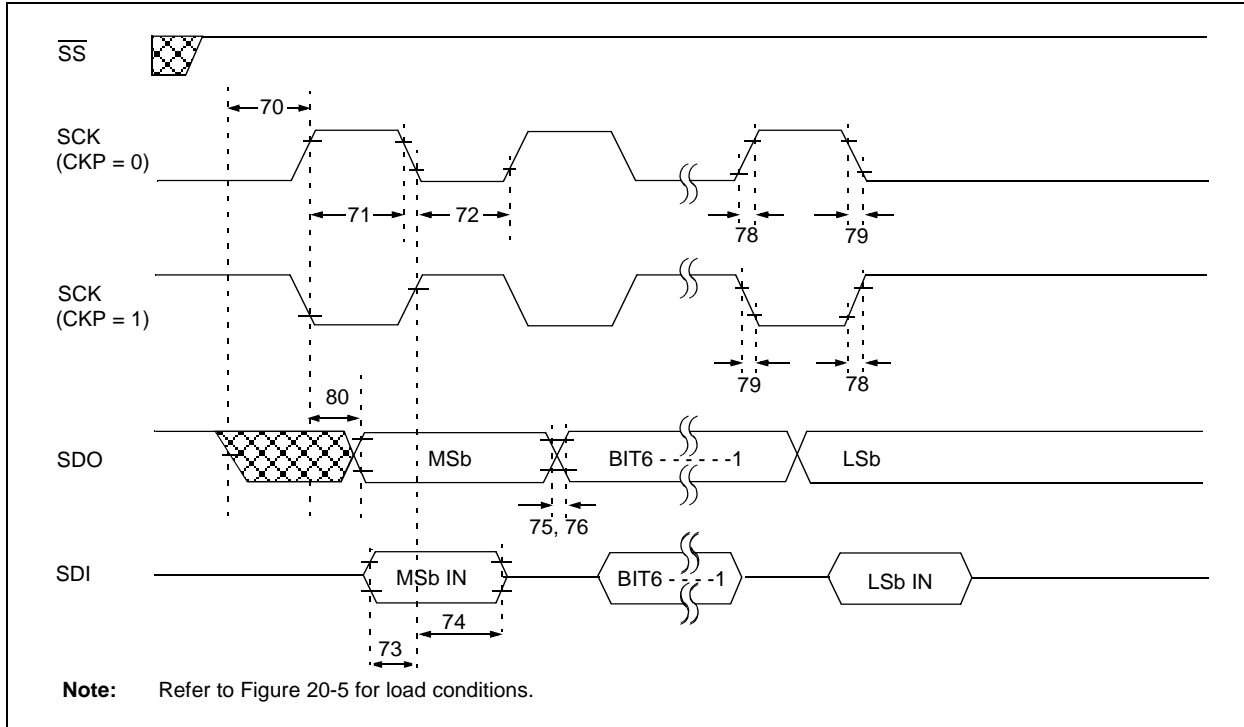 SS
70
SCK
(CKP = 0)
71
72
78
79
SCK
(CKP = 1)
79
78
80
SDO
MSb
BIT6 - - - - - -1
LSb
75, 76
SDI
MSb IN
BIT6 - - - - -1
LSb IN
74
73
Note: Refer to Figure 20-5 for load conditions.